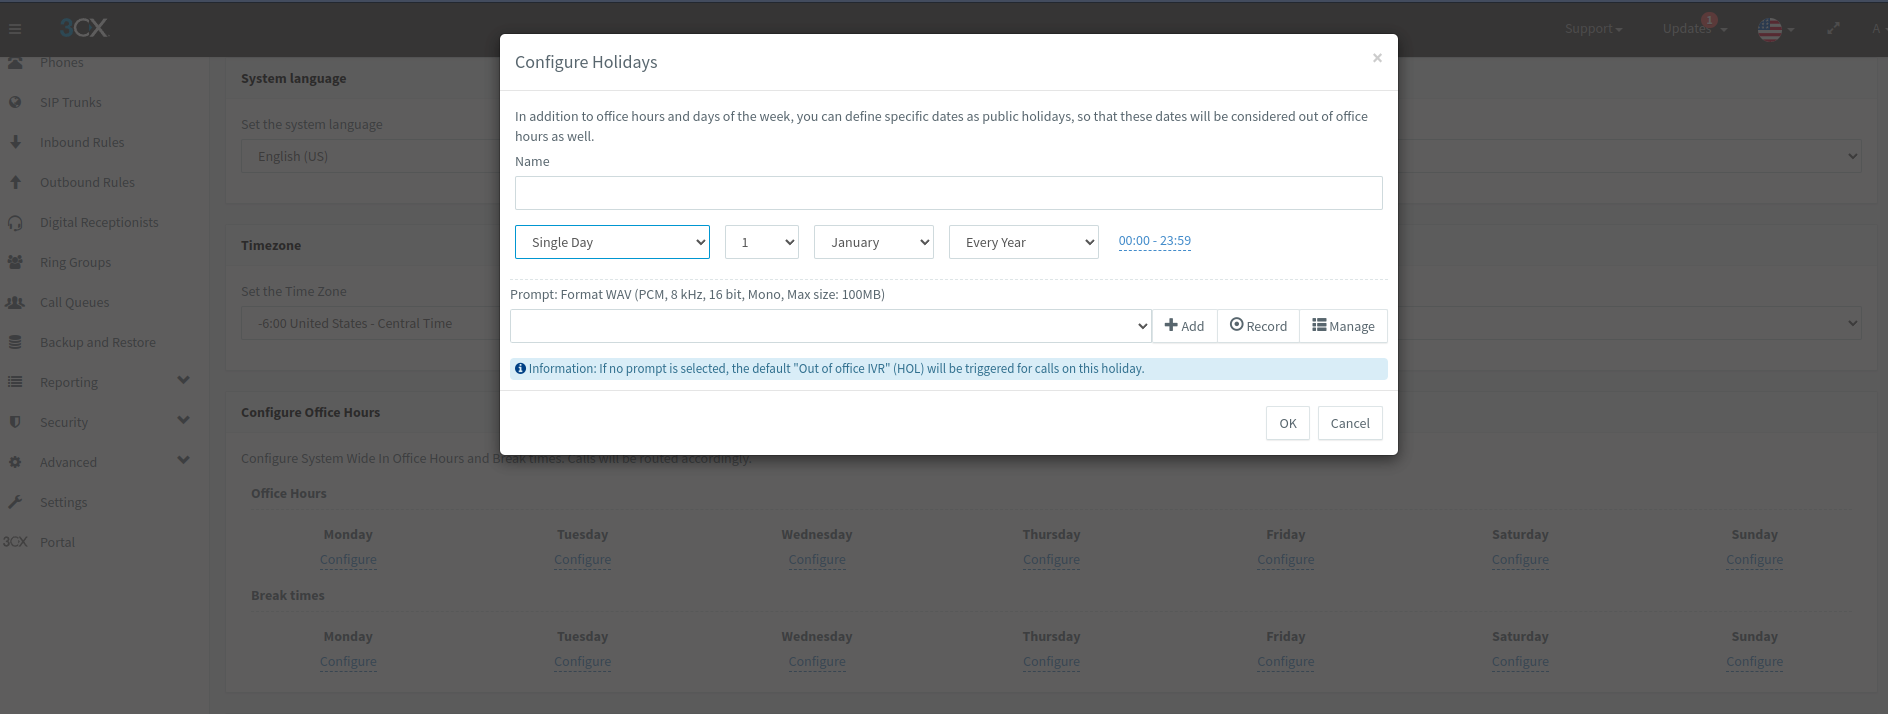 3CX
Support
Updates
1
A
Phones
SIP Trunks
Inbound Rules
Outbound Rules
Digital Receptionists
Ring Groups
Call Queues
Backup and Restore
Reporting
Security
Advanced
Settings
3CX Portal
System language
Set the system language
English (US)
Timezone
Set the Time Zone
-6:00 United States - Central Time
Configure Office Hours
Configure System Wide In Office Hours and Break times. Calls will be routed accordingly.
Office Hours
Monday Tuesday Wednesday Thursday Friday Saturday Sunday
Configure Configure Configure Configure Configure Configure Configure
Break times
Monday Tuesday Wednesday Thursday Friday Saturday Sunday
Configure Configure Configure Configure Configure Configure Configure
Configure Holidays
×
In addition to office hours and days of the week, you can define specific dates as public holidays, so that these dates will be considered out of office
hours as well.
Name
Single Day 1 January Every Year 00:00 - 23:59
Prompt: Format WAV (PCM, 8 kHz, 16 bit, Mono, Max size: 100MB)
Add Record Manage
Information: If no prompt is selected, the default "Out of office IVR" (HOL) will be triggered for calls on this holiday.
OK Cancel